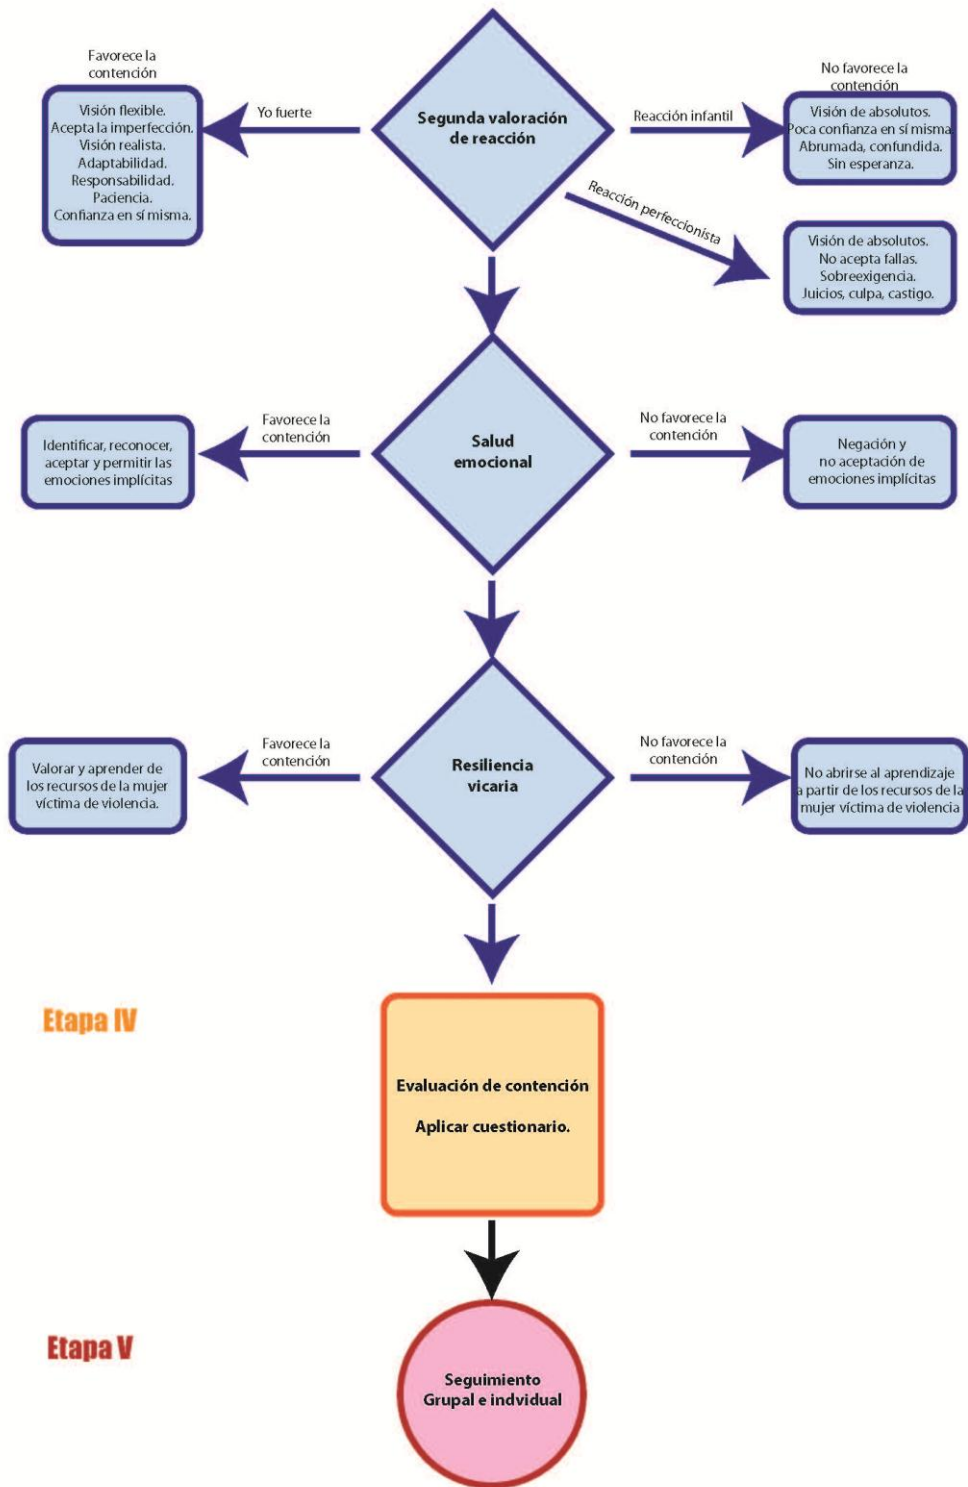 Favorece la
contención
Visión flexible.
Acepta la imperfección.
Visión realista.
Adaptabilidad.
Responsabilidad.
Paciencia.
Confianza en sí misma.
Yo fuerte
Segunda valoración
de reacción
Reacción infantil
No favorece la
contención
Visión de absolutos.
Poca confianza en sí misma.
Abrumada, confundida.
Sin esperanza.
Reacción perfeccionista
Visión de absolutos.
No acepta fallas.
Sobreexigencia.
Juicios, culpa, castigo.
Identificar, reconocer,
aceptar y permitir las
emociones implícitas
Favorece la
contención
Salud
emocional
No favorece la
contención
Negación y
no aceptación de
emociones implícitas
Valorar y aprender de
los recursos de la mujer
víctima de violencia.
Favorece la
contención
Resiliencia
vicaria
No favorece la
contención
No abrirse al aprendizaje
a partir de los recursos de la
mujer víctima de violencia
Etapa IV
Evaluación de contención
Aplicar cuestionario.
Etapa V
Seguimiento
Grupal e indvidual